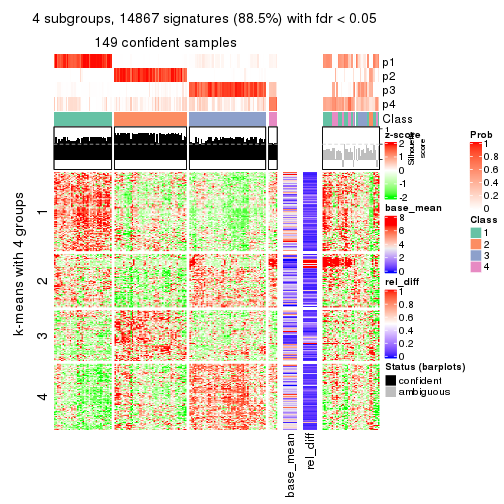 4 subgroups, 14867 signatures (88.5%) with fdr < 0.05
149 confident samples
p1
p2
p3
p4
Class
1
Silhouette
score
k-means with 4 groups
1
2
3
4
base_mean
rel_diff
z-score
2
1
0
-1
-2
base_mean
8
6
4
2
0
rel_diff
1
0.8
0.6
0.4
0.2
0
Status (barplots)
confident
ambiguous
Prob
1
0.8
0.6
0.4
0.2
0
Class
1
2
3
4